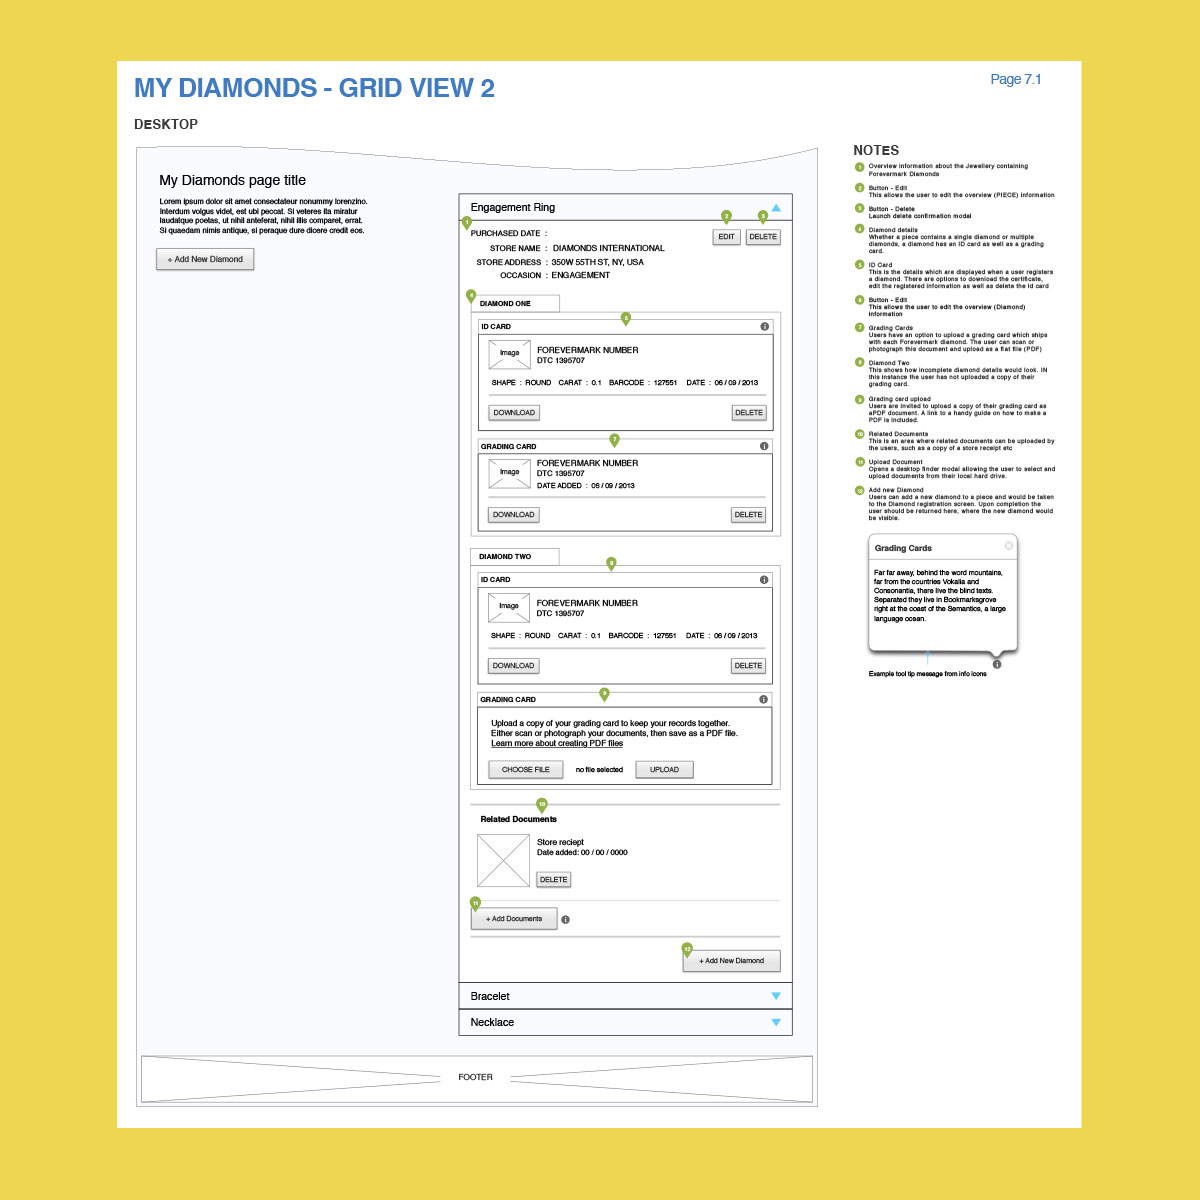 MY DIAMONDS - GRID VIEW 2
Page 7.1
DESKTOP
My Diamonds page title
Lorem ipsum dolor sit amet consectateur nonummy lorenzino.
Interdum volgus videt, est ubi peccat. Si veteres ita miratur
laudatque poetas, ut nihil anteferat, nihil illis comparet, errat.
Si quaedam nimis antique, si peraque dure dicere credit eos.
+ Add New Diamond
Engagement Ring
1
2
3
PURCHASED DATE :
EDIT
DELETE
STORE NAME : DIAMONDS INTERNATIONAL
STORE ADDRESS : 350W 55TH ST, NY, USA
OCCASION : ENGAGEMENT
4
DIAMOND ONE
5
ID CARD
i
Image
FOREVERMARK NUMBER
DTC 1395707
SHAPE : ROUND CARAT : 0.1 BARCODE : 127551 DATE : 06 / 09 / 2013
DOWNLOAD
DELETE
7
GRADING CARD
i
Image
FOREVERMARK NUMBER
DTC 1395707
DATE ADDED : 06 / 09 / 2013
DOWNLOAD
DELETE
DIAMOND TWO
8
ID CARD
i
Image
FOREVERMARK NUMBER
DTC 1395707
SHAPE : ROUND CARAT : 0.1 BARCODE : 127551 DATE : 06 / 09 / 2013
DOWNLOAD
DELETE
9
GRADING CARD
i
Upload a copy of your grading card to keep your records together.
Either scan or photograph your documents, then save as a PDF file.
Learn more about creating PDF files
CHOOSE FILE
no file selected
UPLOAD
10
Related Documents
Store reciept
Date added: 00 / 00 / 0000
DELETE
11
+ Add Documents
i
12
+ Add New Diamond
Bracelet
Necklace
FOOTER
NOTES
1 Overview information about the Jewellery containing
Forevermark Diamonds
2 Button - Edit
This allows the user to edit the overview (PIECE) information
3 Button - Delete
Launch delete confirmation modal
4 Diamond details
Whether a piece contains a single diamond or multiple
diamonds, a diamond has an ID card as well as a grading
card.
5 ID Card
This is the details which are displayed when a user registers
a diamond. There are options to download the certificate,
edit the registered information as well as delete the id card
6 Button - Edit
This allows the user to edit the overview (Diamond)
information
7 Grading Cards
Users have an option to upload a grading card which ships
with each Forevermark diamond. The user can scan or
photograph this document and upload as a flat file (PDF)
8 Diamond Two
This shows how incomplete diamond details would look. IN
this instance the user has not uploaded a copy of their
grading card.
9 Grading card upload
Users are invited to upload a copy of their grading card as
aPDF document. A link to a handy guide on how to make a
PDF is included.
10 Related Documents
This is an area where related documents can be uploaded by
the users, such as a copy of a store receipt etc
11 Upload Document
Opens a desktop finder modal allowing the user to select and
upload documents from their local hard drive.
12 Add new Diamond
Users can add a new diamond to a piece and would be taken
to the Diamond registration screen. Upon completion the
user should be returned here, where the new diamond would
be visible.
Grading Cards
Far far away, behind the word mountains,
far from the countries Vokalia and
Consonantia, there live the blind texts.
Separated they live in Bookmarksgrove
right at the coast of the Semantics, a large
language ocean.
i
Example tool tip message from info icons